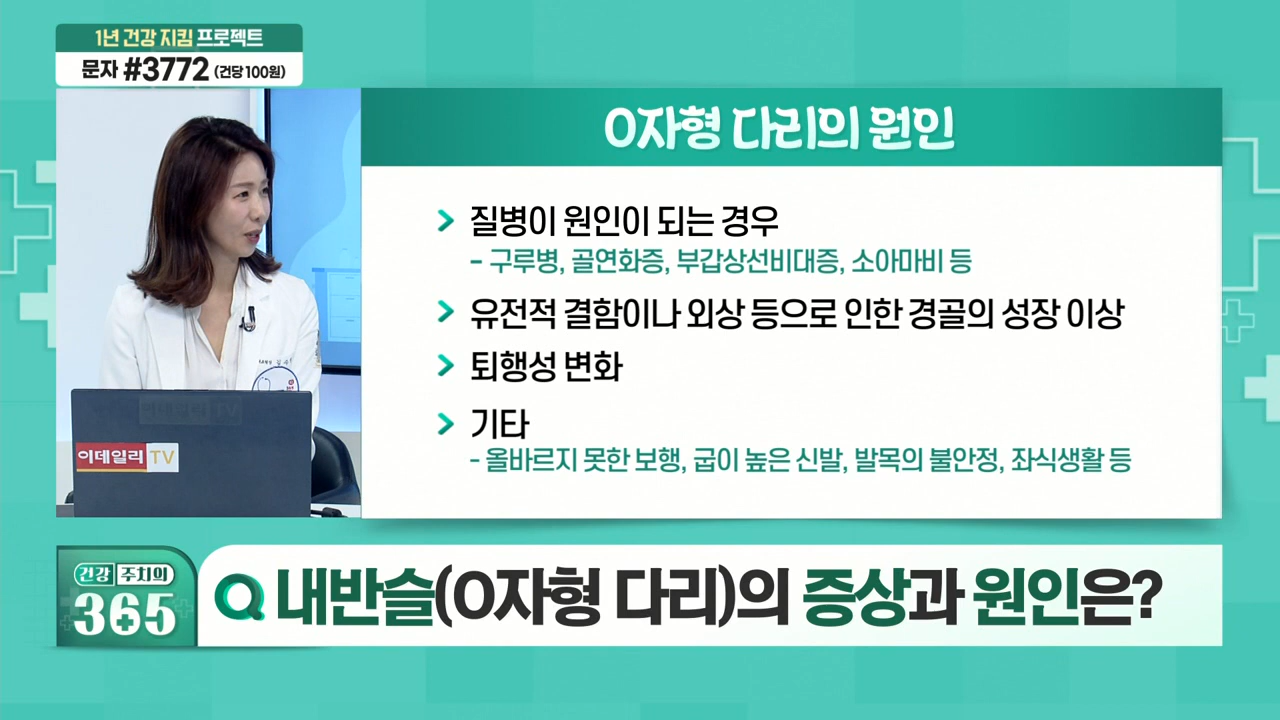 1년 건강 지킴 프로젝트
문자 #3772 (건당 100원)
O자형 다리의 원인
질병이 원인이 되는 경우
- 구루병, 골연화증, 부갑상선비대증, 소아마비 등
유전적 결함이나 외상 등으로 인한 경골의 성장 이상
퇴행성 변화
기타
- 올바르지 못한 보행, 굽이 높은 신발, 발목의 불안정, 좌식생활 등
이데일리 TV
이데일리 TV
건강 주치의
365
Q 내반슬(O자형 다리)의 증상과 원인은?